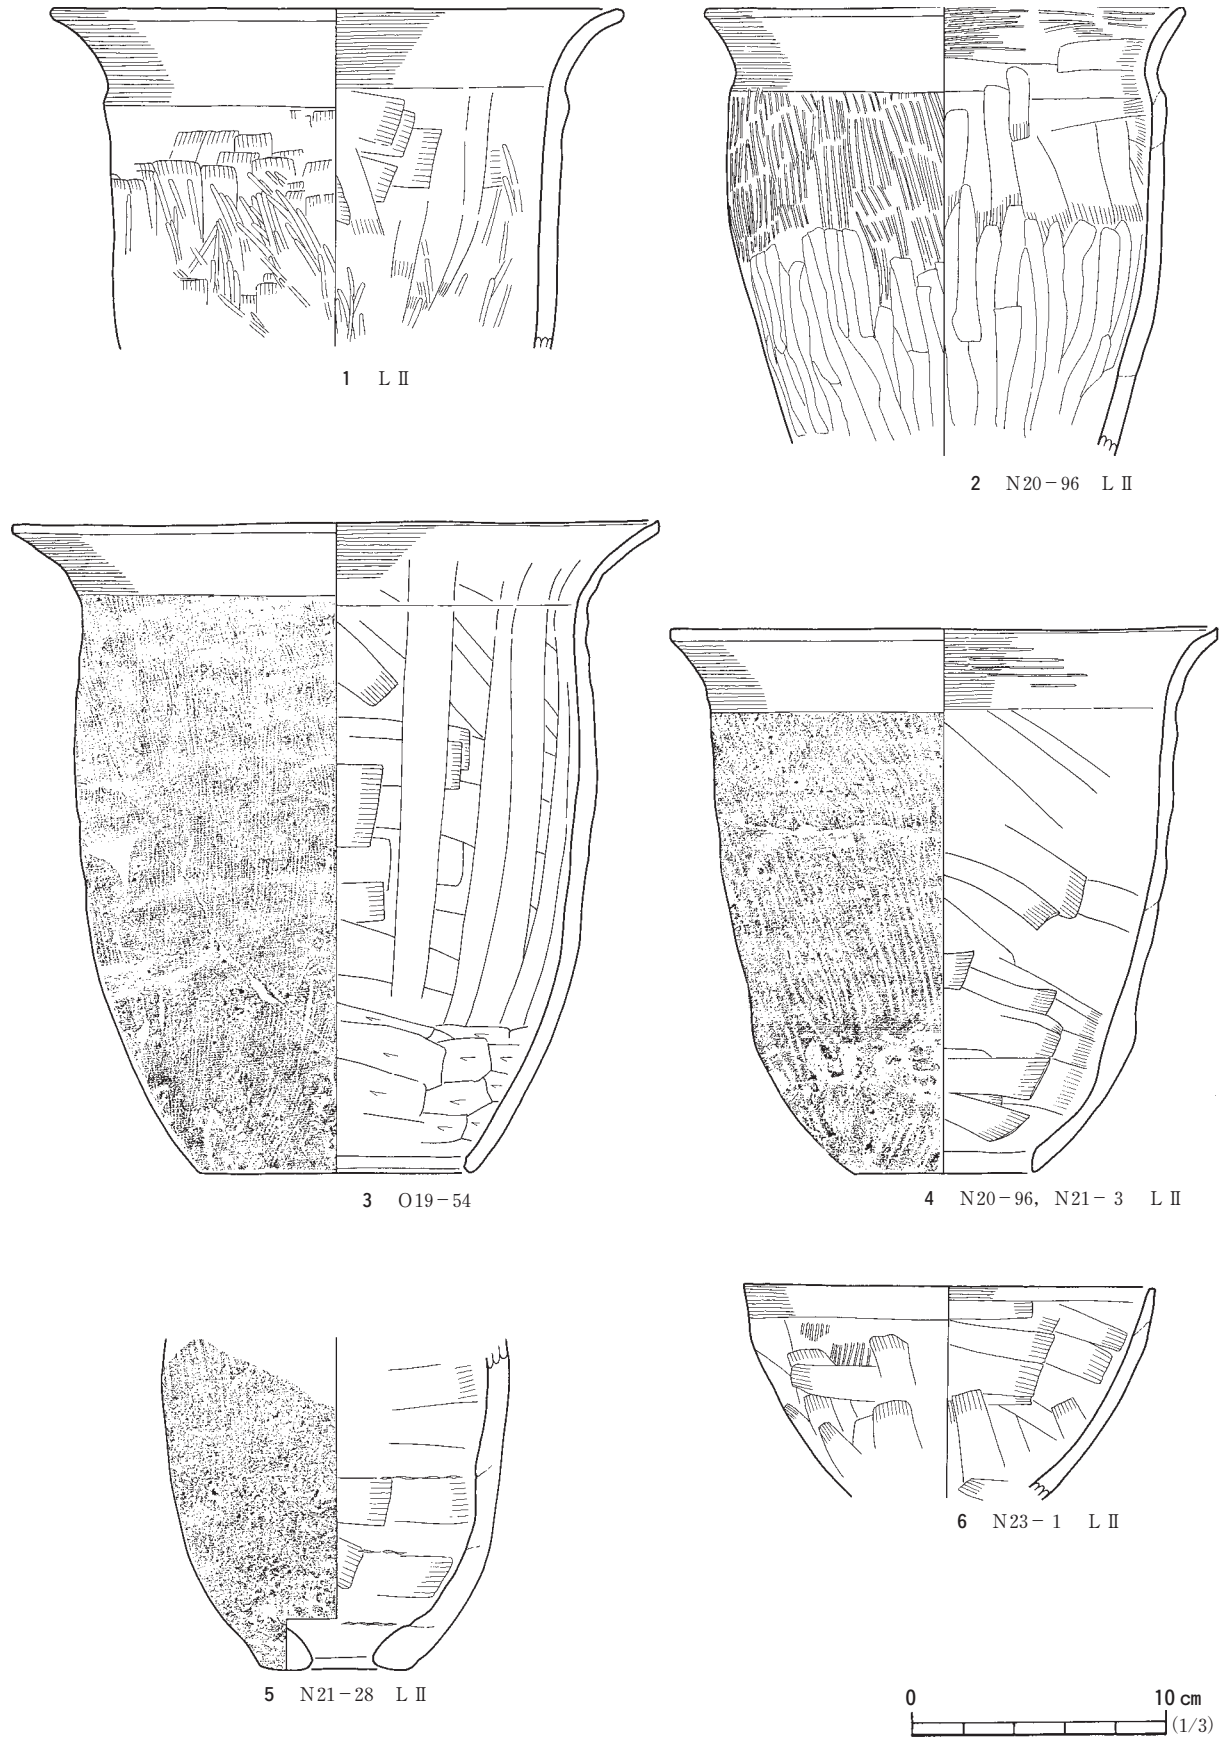 1 L Ⅱ
2 N20－96 L Ⅱ
3 O19－54
4 N20－96, N21－3 L Ⅱ
5 N21－28 L Ⅱ
6 N23－1 L Ⅱ
0 10 cm
(1/3)